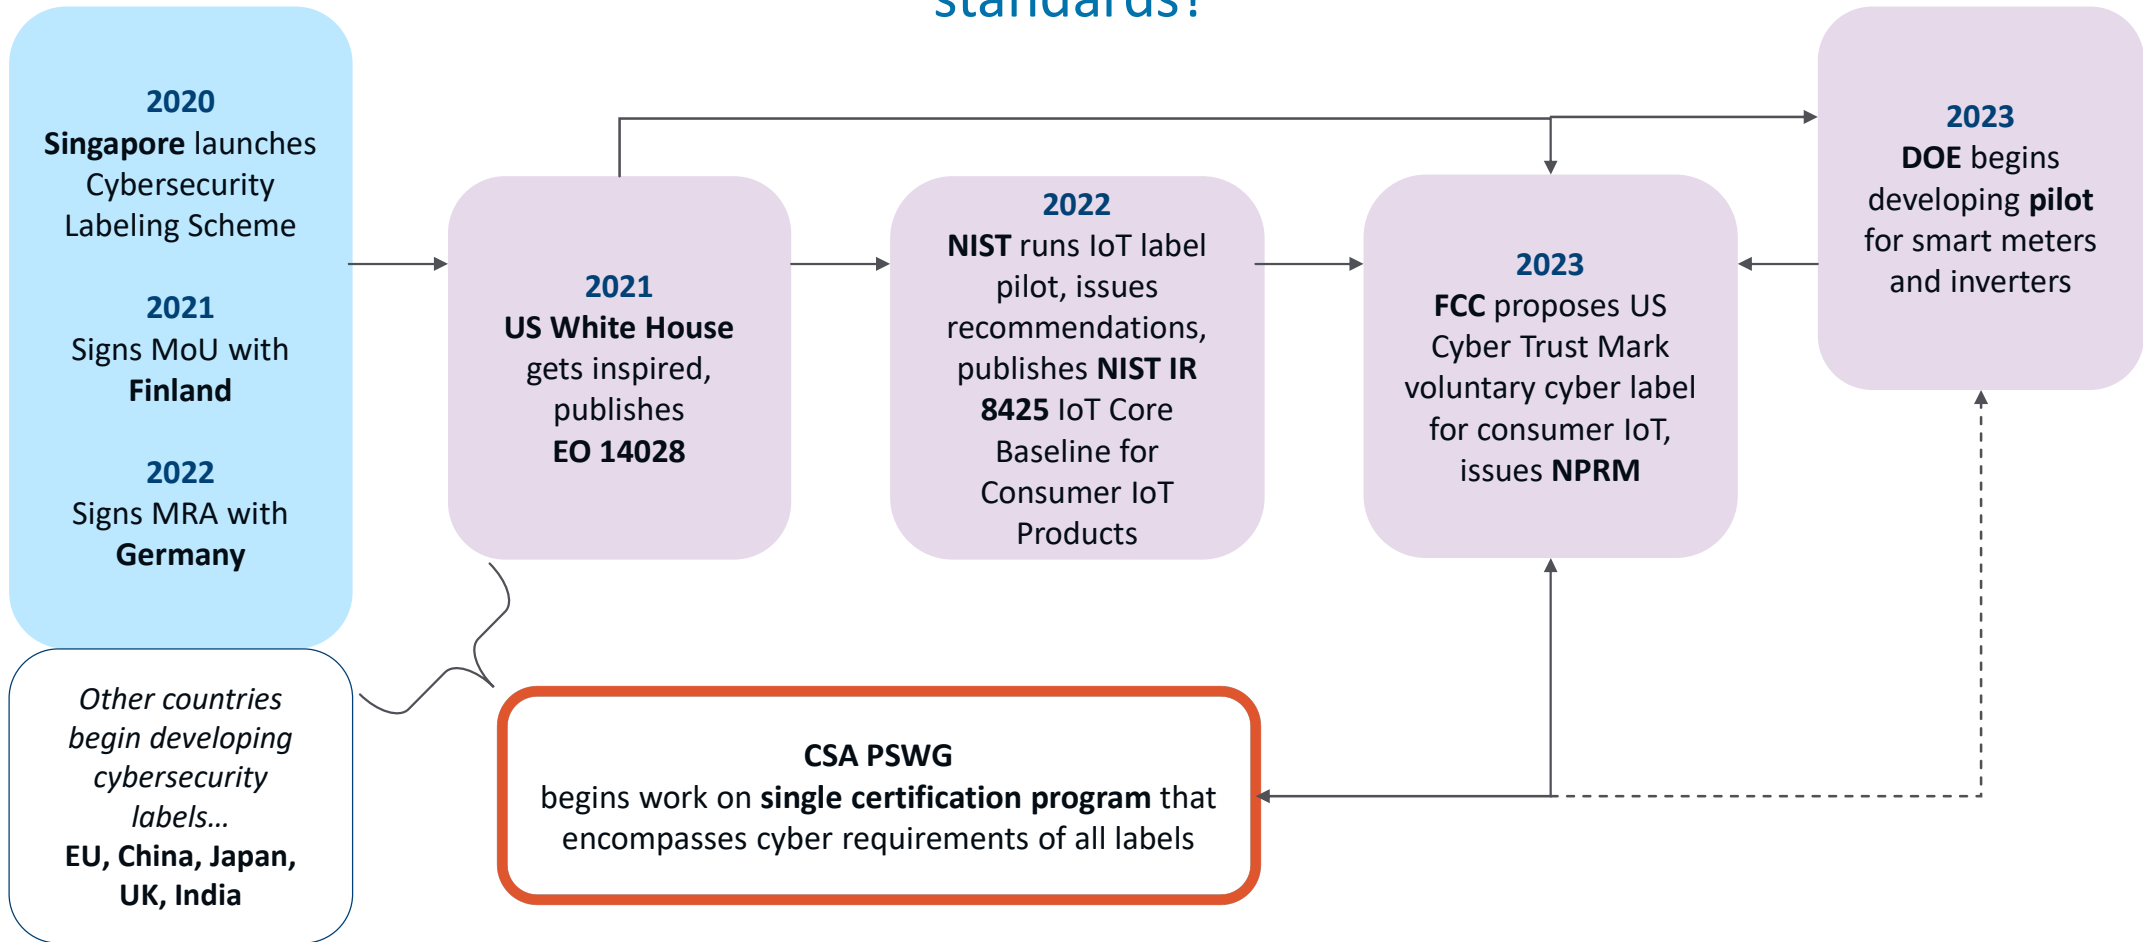 standards?
2020
Singapore launches
Cybersecurity
Labeling Scheme
2021
Signs MoU with
Finland
2022
Signs MRA with
Germany
Other countries
begin developing
cybersecurity
labels…
EU, China, Japan,
UK, India
2021
US White House
gets inspired,
publishes
EO 14028
2022
NIST runs IoT label
pilot, issues
recommendations,
publishes NIST IR
8425 IoT Core
Baseline for
Consumer IoT
Products
2023
FCC proposes US
Cyber Trust Mark
voluntary cyber label
for consumer IoT,
issues NPRM
2023
DOE begins
developing pilot
for smart meters
and inverters
CSA PSWG
begins work on single certification program that
encompasses cyber requirements of all labels